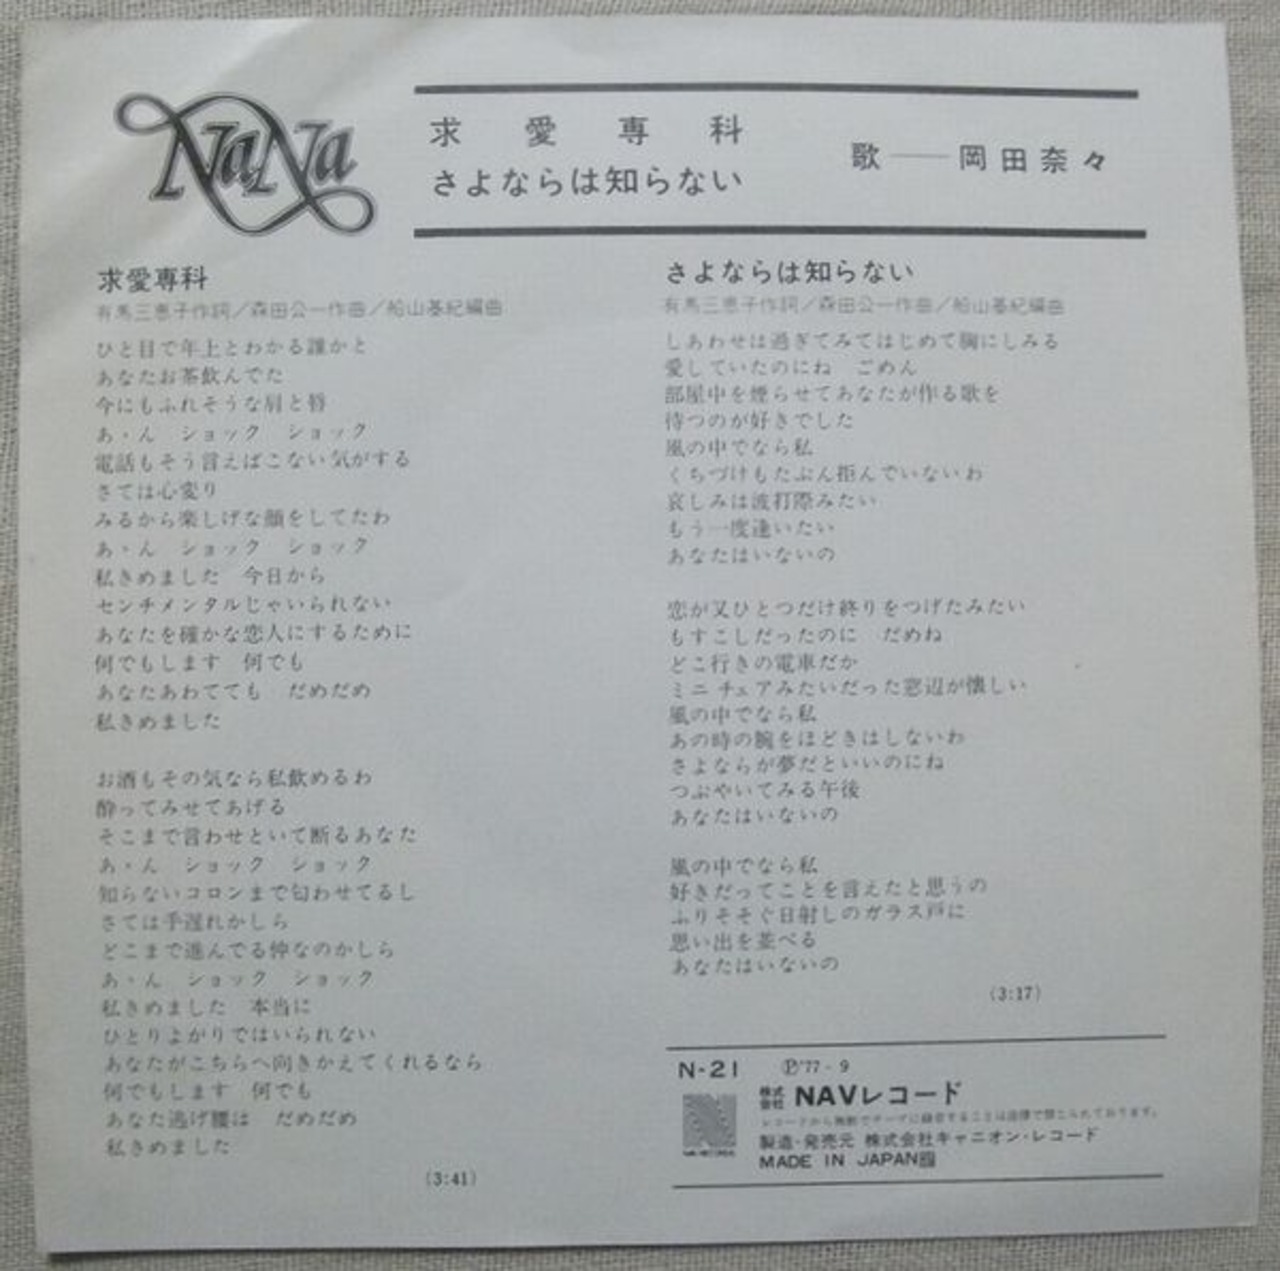 NaNa
求愛専科
さよならは知らない
歌——岡田奈々
求愛専科
有馬三恵子作詞／森田公一作曲／船山基紀編曲
ひと目で年上とわかる誰かと
あなたお茶飲んでた
今にもふれそうな肩と唇
あ・ん　ショック　ショック
電話もそう言えばこない気がする
さては心変り
みるから楽しげな顔をしてたわ
あ・ん　ショック　ショック
私きめました　今日から
センチメンタルじゃいられない
あなたを確かな恋人にするために
何でもします　何でも
あなたあわてても　だめだめ
私きめました
お酒もその気なら私飲めるわ
酔ってみせてあげる
そこまで言わせといて断るあなた
あ・ん　ショック　ショック
知らないコロンまで匂わせてるし
さては手遅れかしら
どこまで進んでる仲なのかしら
あ・ん　ショック　ショック
私きめました　本当に
ひとりよがりではいられない
あなたがこちらへ向きかえてくれるなら
何でもします　何でも
あなた逃げ腰は　だめだめ
私きめました
(3:41)
さよならは知らない
有馬三恵子作詞／森田公一作曲／船山基紀編曲
しあわせは過ぎてみてはじめて胸にしみる
愛していたのにね　ごめん
部屋中を煙らせてあなたが作る歌を
待つのが好きでした
風の中でなら私
くちづけもたぶん拒んでいないわ
哀しみは波打際みたい
もう一度逢いたい
あなたはいないの
恋が又ひとつだけ終りをつげたみたい
もすこしだったのに　だめね
どこ行きの電車だか
ミニチェアみたいだった窓辺が懐しい
風の中でなら私
あの時の腕をほどきはしないわ
さよならが夢だといいのにね
つぶやいてみる午後
あなたはいないの
風の中でなら私
好きだってことを言えたと思うの
ふりそそぐ日射しのガラス戸に
思い出を並べる
あなたはいないの
(3:17)
N-21　Ⓟ'77・9
株式会社 NAVレコード
レコードから無断でテープに録音することは法律で禁じられております。
製造・発売元 株式会社キャニオン・レコード
MADE IN JAPAN